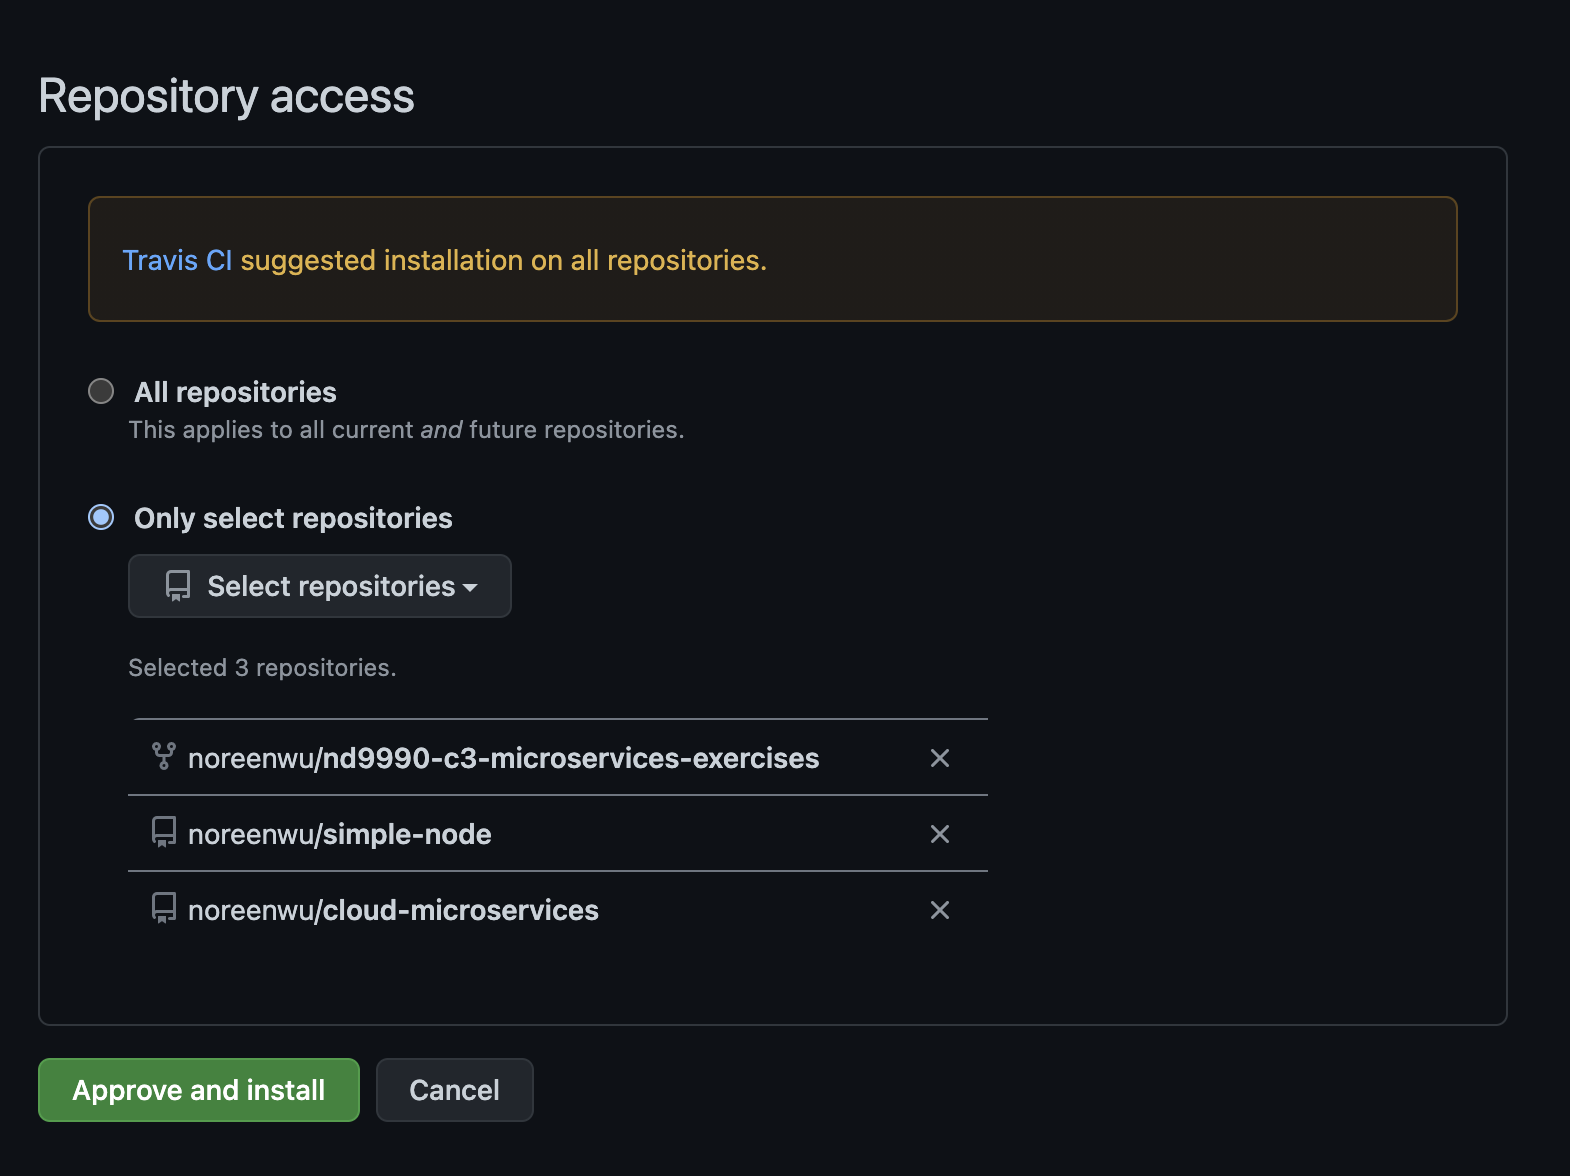 Repository access
Travis CI suggested installation on all repositories.
All repositories
This applies to all current and future repositories.
Only select repositories
Select repositories
Selected 3 repositories.
noreenwu/nd9990-c3-microservices-exercises
noreenwu/simple-node
noreenwu/cloud-microservices
Approve and install
Cancel